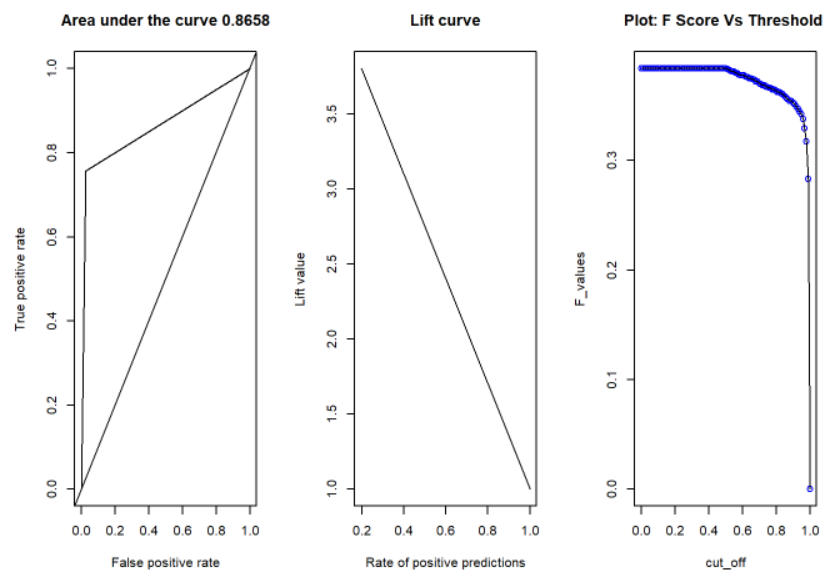 Area under the curve 0.8658
True positive rate
1.0
0.8
0.6
0.4
0.2
0.0
0.0 0.2 0.4 0.6 0.8 1.0
False positive rate
Lift curve
Lift value
3.5
3.0
2.5
2.0
1.5
1.0
0.2 0.4 0.6 0.8 1.0
Rate of positive predictions
Plot: F Score Vs Threshold
F_values
0.3
0.2
0.1
0.0
0.0 0.2 0.4 0.6 0.8 1.0
cut_off